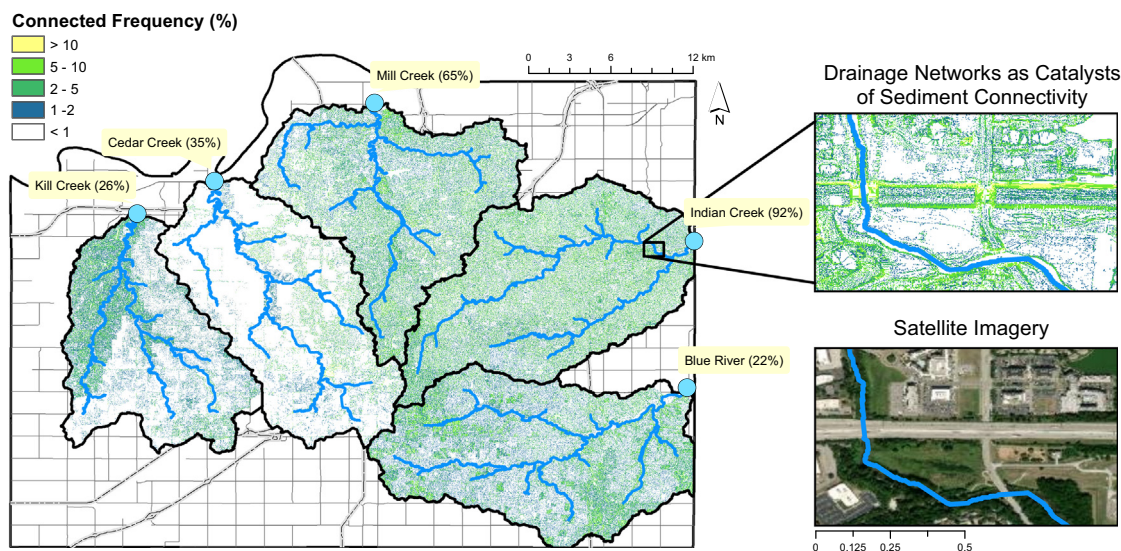 Connected Frequency (%)
> 10
5 - 10
2 - 5
1 -2
< 1
0 3 6 12 km
N
Mill Creek (65%)
Cedar Creek (35%)
Kill Creek (26%)
Indian Creek (92%)
Blue River (22%)
Drainage Networks as Catalysts
of Sediment Connectivity
Satellite Imagery
0 0.125 0.25 0.5